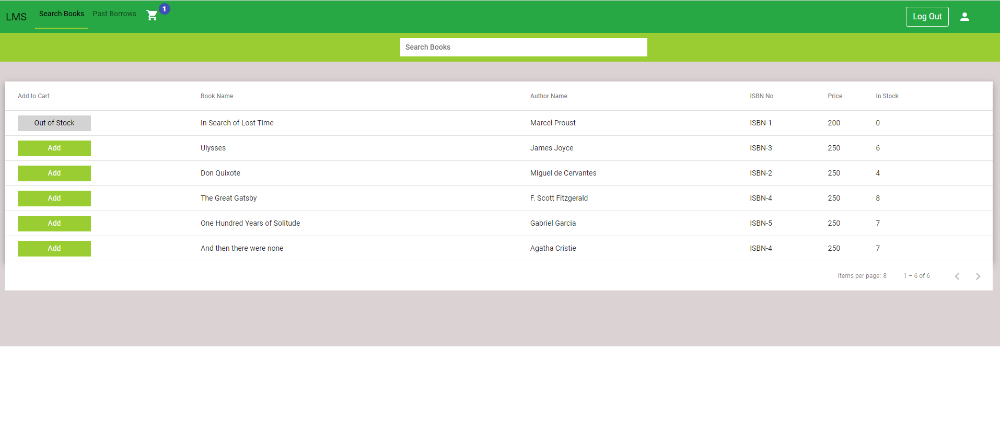 LMS Search Books Past Borrows 1 Log Out
Search Books
Add to Cart Book Name Author Name ISBN No Price In Stock
Out of Stock In Search of Lost Time Marcel Proust ISBN-1 200 0
Add Ulysses James Joyce ISBN-3 250 6
Add Don Quixote Miguel de Cervantes ISBN-2 250 4
Add The Great Gatsby F. Scott Fitzgerald ISBN-4 250 8
Add One Hundred Years of Solitude Gabriel Garcia ISBN-5 250 7
Add And then there were none Agatha Cristie ISBN-4 250 7
Items per page: 8 1 – 6 of 6